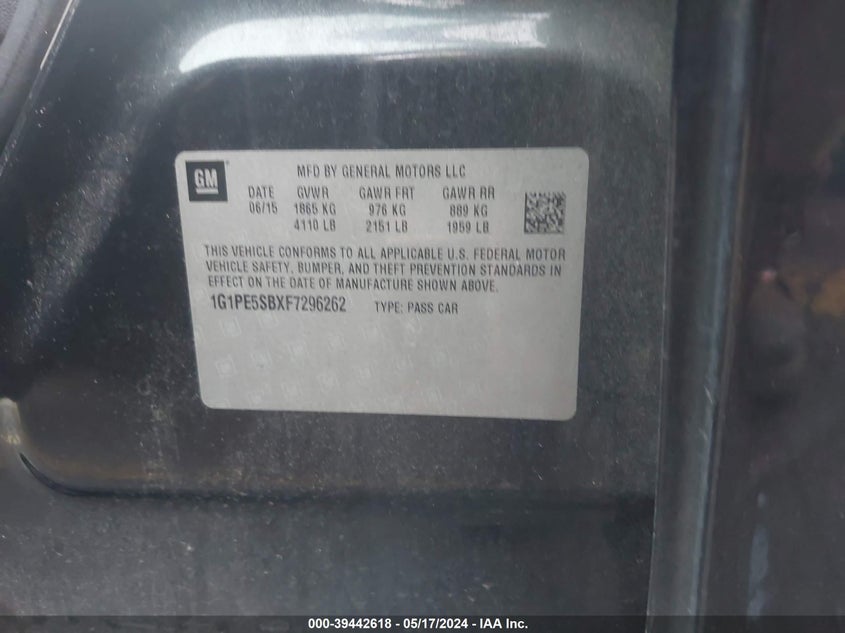 GM
MFD BY GENERAL MOTORS LLC
DATE GVWR GAWR FRT GAWR RR
06/15 1865 KG 976 KG 889 KG
4110 LB 2151 LB 1959 LB
THIS VEHICLE CONFORMS TO ALL APPLICABLE U.S. FEDERAL MOTOR
VEHICLE SAFETY, BUMPER, AND THEFT PREVENTION STANDARDS IN
EFFECT ON THE DATE OF MANUFACTURE SHOWN ABOVE.
1G1PE5SBXF7296262 TYPE: PASS CAR
000-39442618 - 05/17/2024 - IAA Inc.